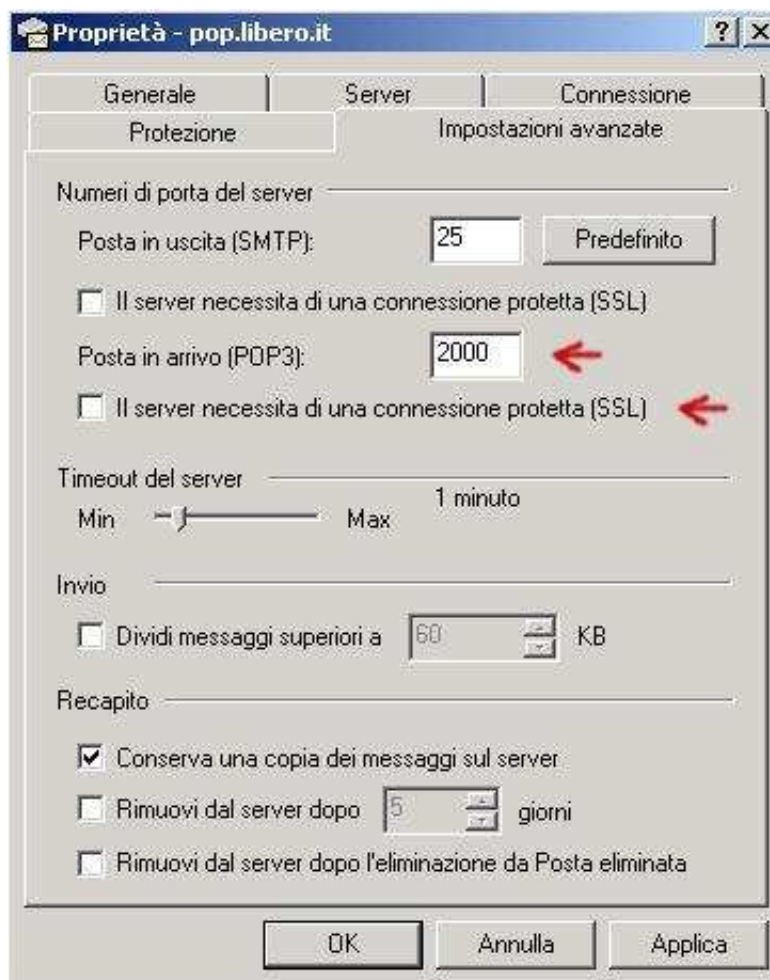 Proprietà - pop.libero.it
Generale Server Connessione
Protezione Impostazioni avanzate
Numeri di porta del server
Posta in uscita (SMTP): 25 Predefinito
Il server necessita di una connessione protetta (SSL)
Posta in arrivo (POP3): 2000
Il server necessita di una connessione protetta (SSL)
Timeout del server
Min Max 1 minuto
Invio
Dividi messaggi superiori a 60 KB
Recapito
Conserva una copia dei messaggi sul server
Rimuovi dal server dopo 5 giorni
Rimuovi dal server dopo l'eliminazione da Posta eliminata
OK Annulla Applica